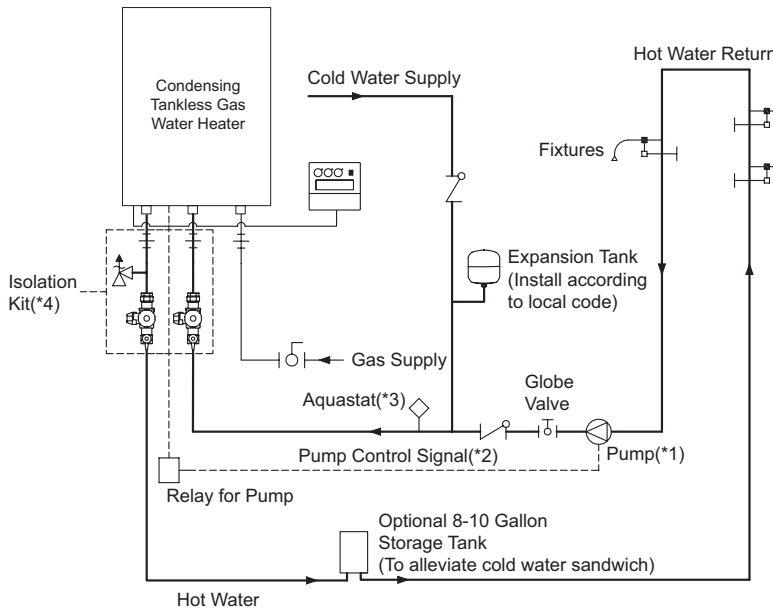 Condensing
Tankless Gas
Water Heater
Cold Water Supply
Hot Water Return
Fixtures
Isolation
Kit(*4)
Expansion Tank
(Install according
to local code)
Gas Supply
Aquastat(*3)
Globe
Valve
Pump Control Signal(*2)
Pump(*1)
Relay for Pump
Optional 8-10 Gallon
Storage Tank
(To alleviate cold water sandwich)
Hot Water